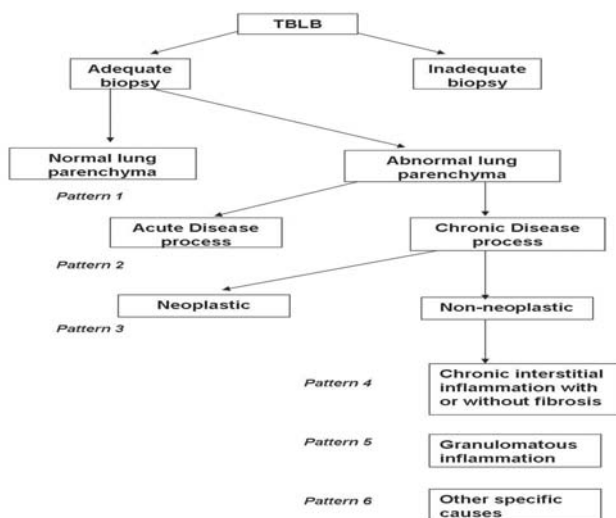 TBLB
Adequate
biopsy
Inadequate
biopsy
Normal lung
parenchyma
Abnormal lung
parenchyma
Pattern 1
Acute Disease
process
Chronic Disease
process
Pattern 2
Neoplastic
Non-neoplastic
Pattern 3
Pattern 4
Chronic interstitial
inflammation with
or without fibrosis
Pattern 5
Granulomatous
inflammation
Pattern 6
Other specific
causes